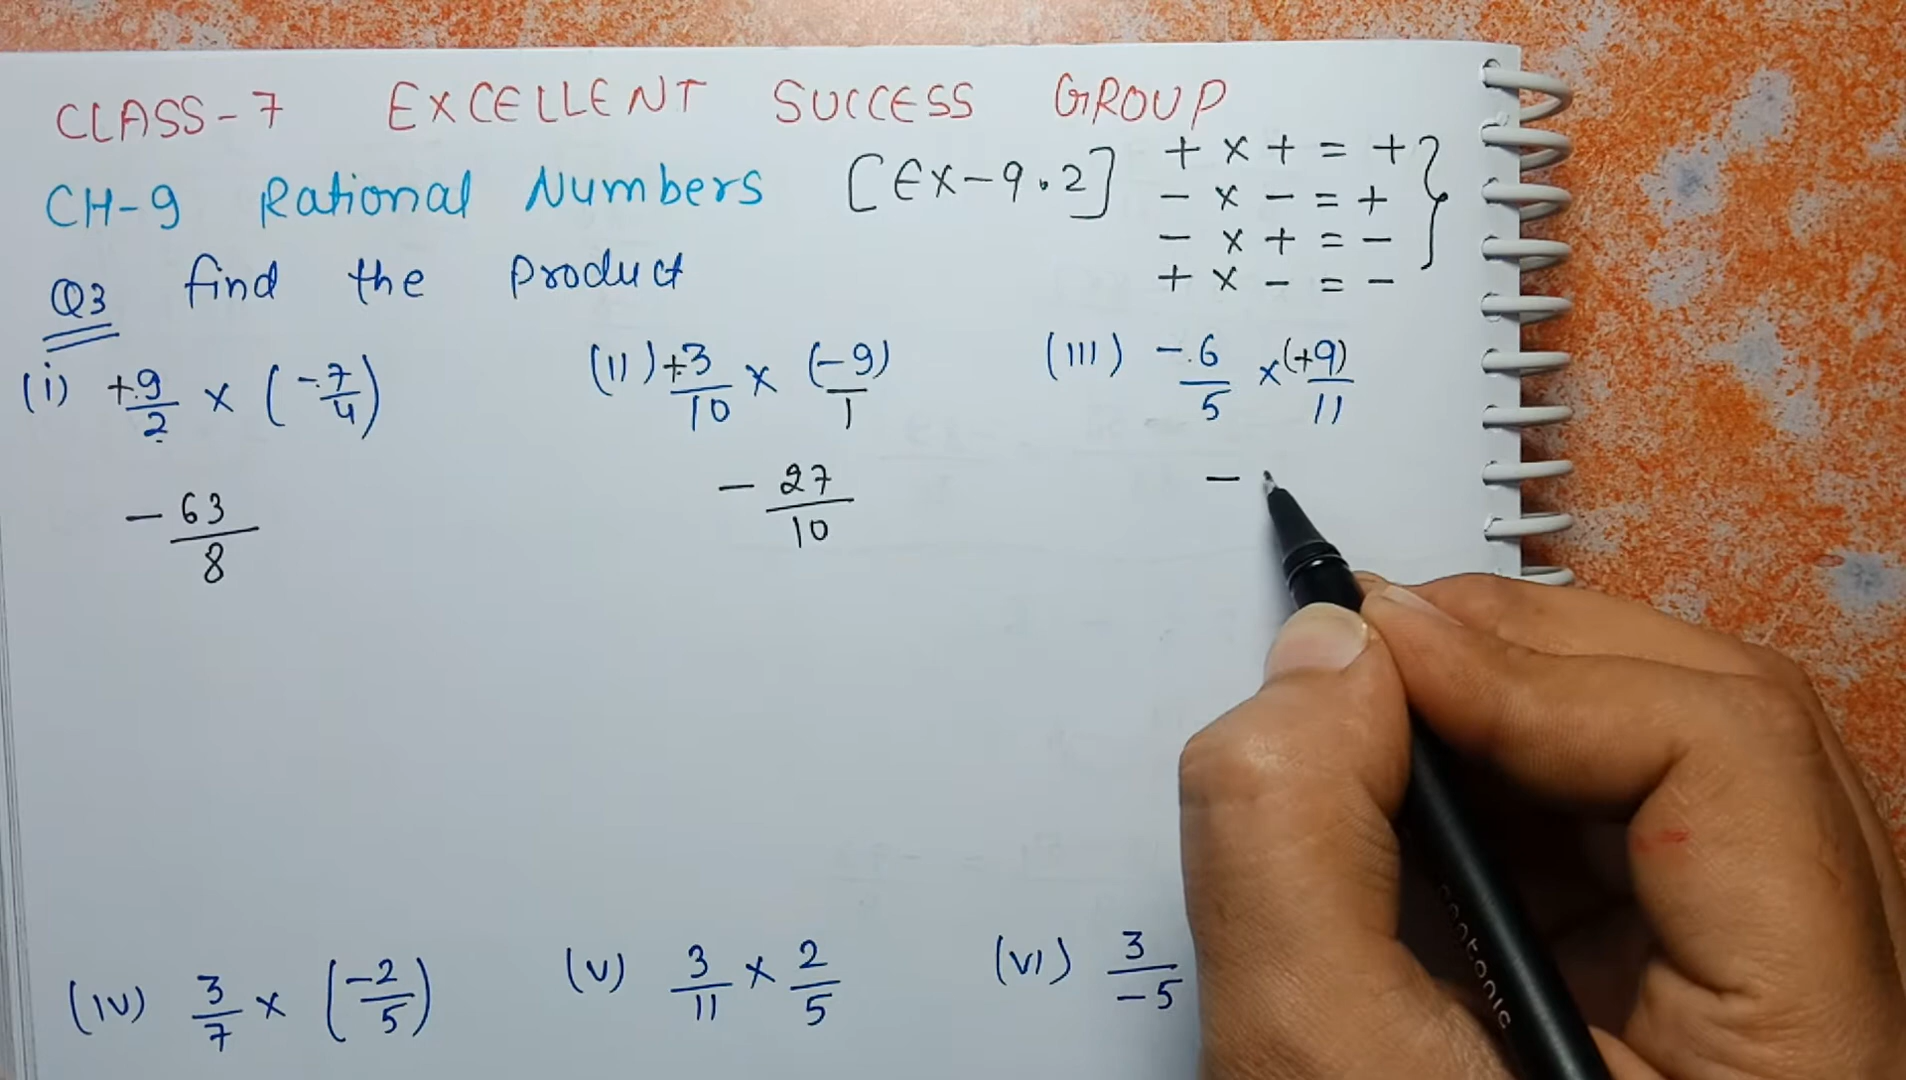 CLASS-7 EXCELLENT SUCCESS GROUP
CH-9 Rational Numbers [EX-9.2]
+ x + = +
- x - = +
- x + = -
+ x - = -
Q3 find the product
(i) +9/2 x (-7/4)
(II) +3/10 x (-9)/1
(III) -6/5 x (+9)/11
-63/8
-27/10
-
(IV) 3/7 x (-2/5)
(V) 3/11 x 2/5
(VI) 3/-5